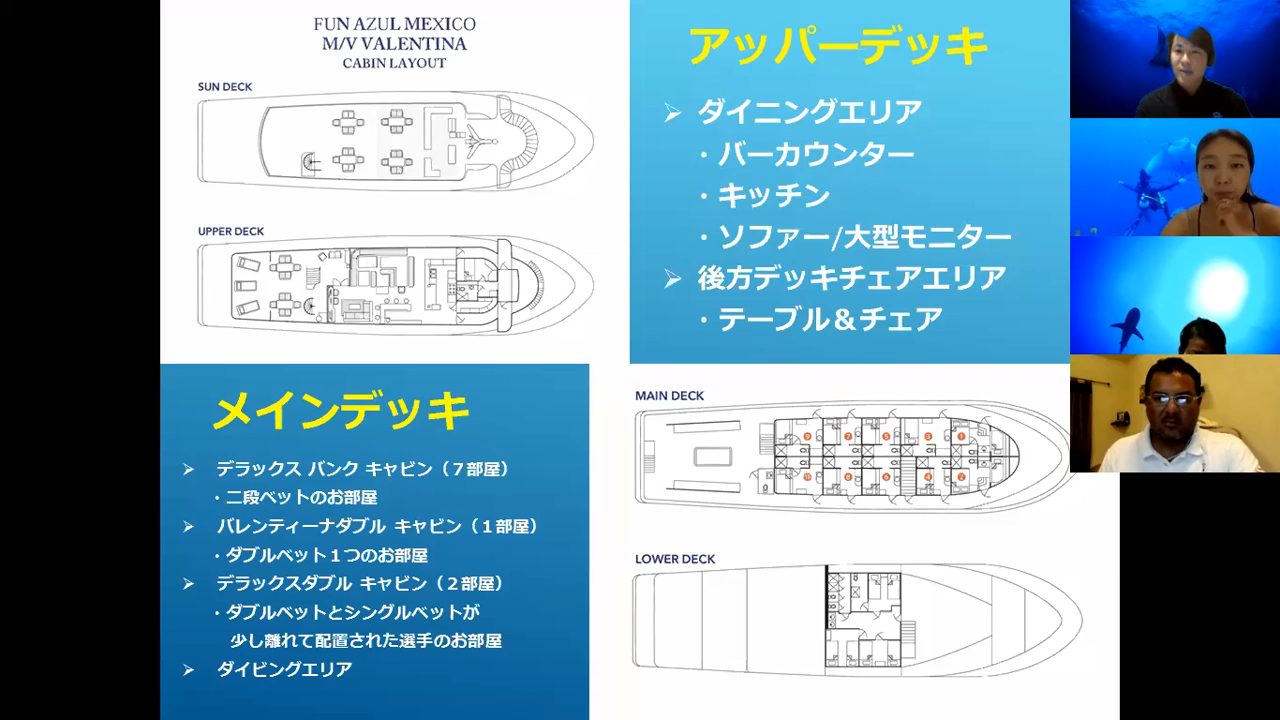 FUN AZUL MEXICO
M/V VALENTINA
CABIN LAYOUT
SUN DECK
UPPER DECK
アッパーデッキ
➢ ダイニングエリア
・バーカウンター
・キッチン
・ソファー/大型モニター
➢ 後方デッキチェアエリア
・テーブル＆チェア
メインデッキ
➢ デラックス バンク キャビン（７部屋）
・二段ベットのお部屋
➢ バレンティーナダブル キャビン（１部屋）
・ダブルベット１つのお部屋
➢ デラックスダブル キャビン（２部屋）
・ダブルベットとシングルベットが
少し離れて配置された選手のお部屋
➢ ダイビングエリア
MAIN DECK
LOWER DECK